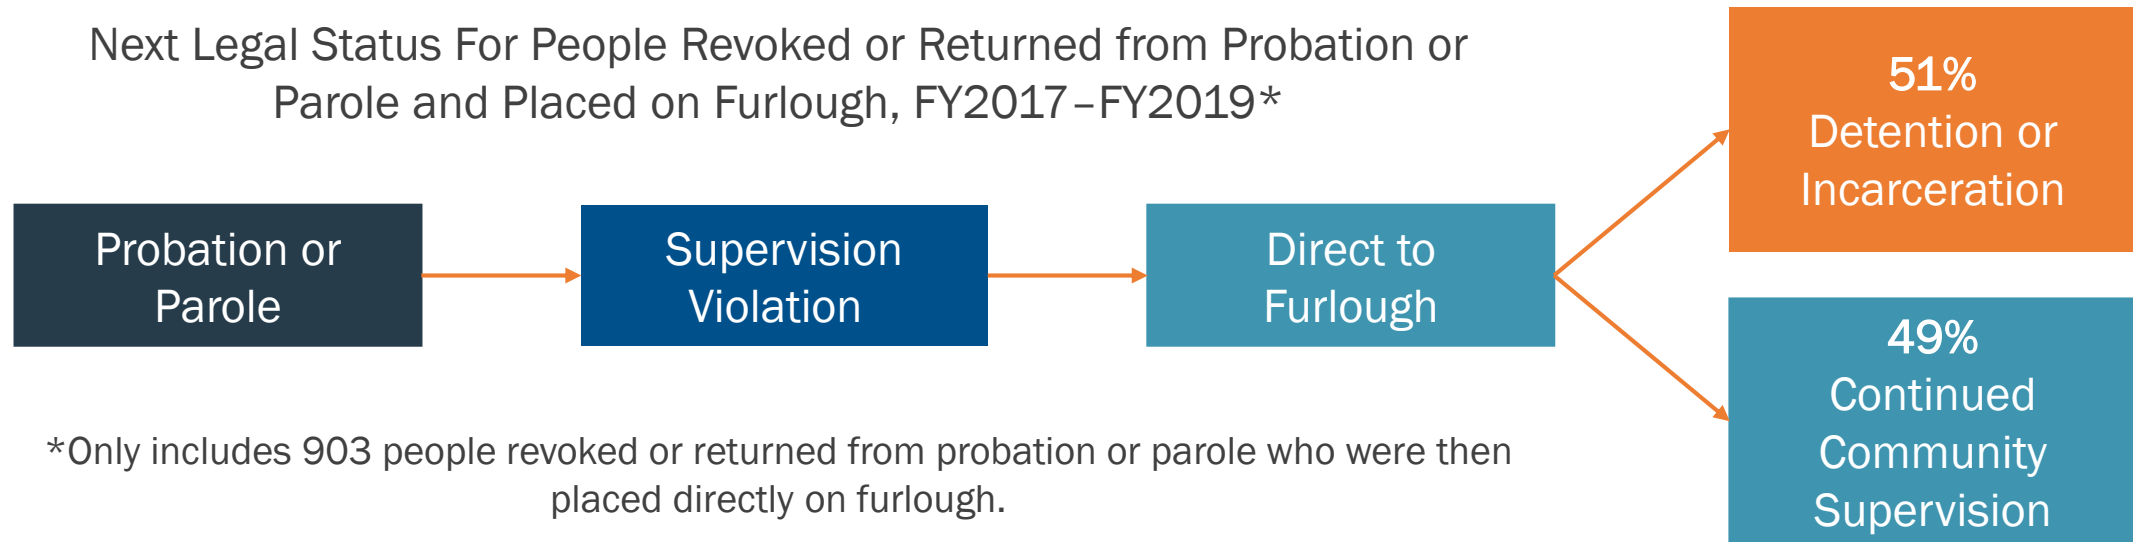 Next Legal Status For People Revoked or Returned from Probation or
Parole and Placed on Furlough, FY2017–FY2019*
Probation or
Parole
Supervision
Violation
Direct to
Furlough
51%
Detention or
Incarceration
49%
Continued
Community
Supervision
*Only includes 903 people revoked or returned from probation or parole who were then
placed directly on furlough.